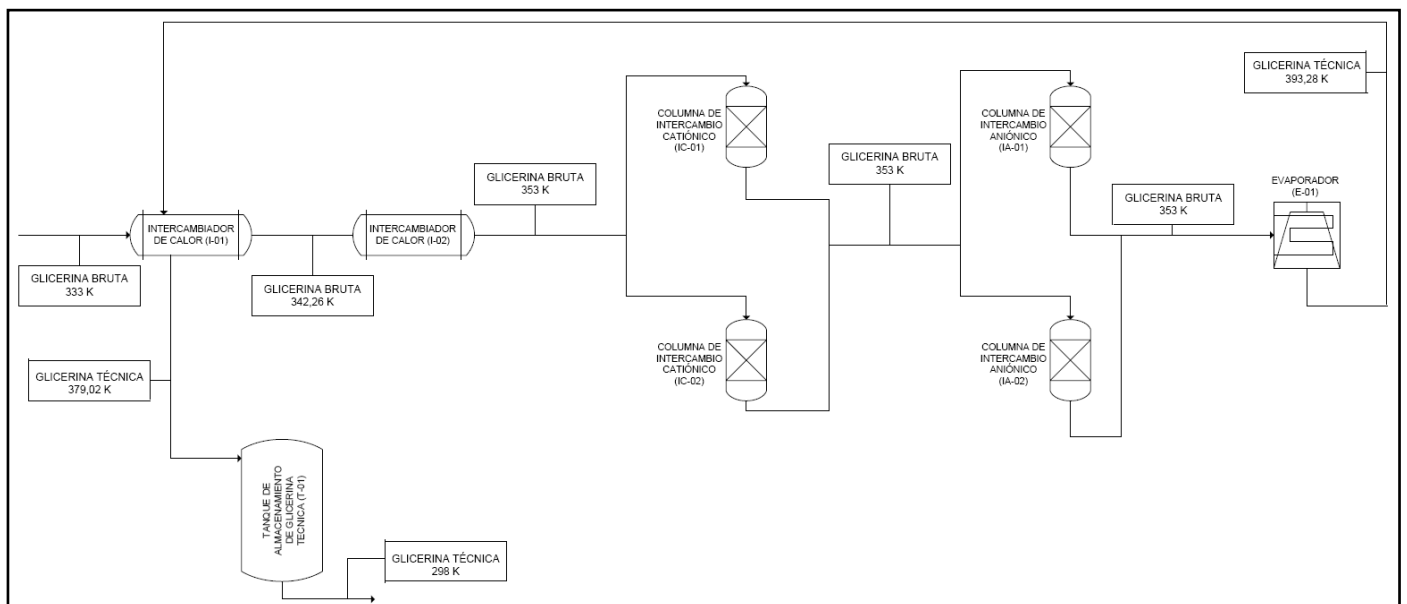 GLICERINA TÉCNICA
393,28 K
COLUMNA DE
INTERCAMBIO
CATIÓNICO
(IC-01)
COLUMNA DE
INTERCAMBIO
ANIÓNICO
(IA-01)
GLICERINA BRUTA
353 K
GLICERINA BRUTA
353 K
GLICERINA BRUTA
353 K
EVAPORADOR
(E-01)
INTERCAMBIADOR
DE CALOR (I-01)
INTERCAMBIADOR
DE CALOR (I-02)
GLICERINA BRUTA
333 K
GLICERINA BRUTA
342,26 K
COLUMNA DE
INTERCAMBIO
CATIÓNICO
(IC-02)
COLUMNA DE
INTERCAMBIO
ANIÓNICO
(IA-02)
GLICERINA TÉCNICA
379,02 K
TANQUE DE
ALMACENAMIENTO
DE GLICERINA
TECNICA (T-01)
GLICERINA TÉCNICA
298 K